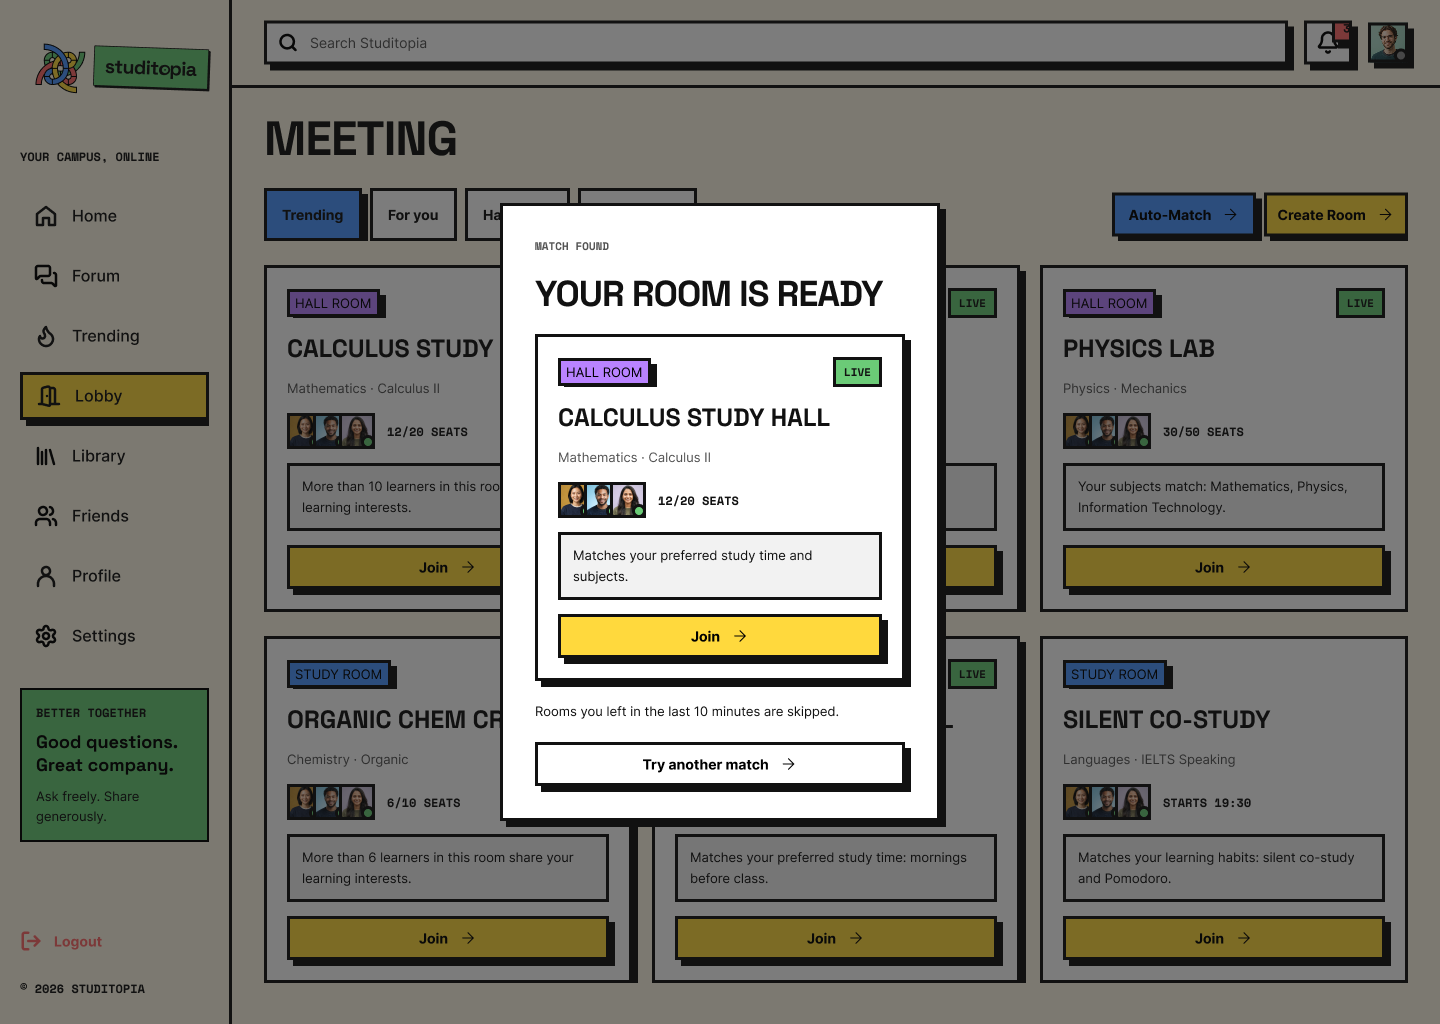 studitopia
Search Studitopia
3
YOUR CAMPUS, ONLINE
Home
Forum
Trending
Lobby
Library
Friends
Profile
Settings
BETTER TOGETHER
Good questions.
Great company.
Ask freely. Share
generously.
Logout
© 2026 STUDITOPIA
MEETING
Trending
For you
Ha
Auto-Match
Create Room
HALL ROOM
CALCULUS STUDY
Mathematics · Calculus II
12/20 SEATS
More than 10 learners in this roo
learning interests.
Join
LIVE
HALL ROOM
LIVE
PHYSICS LAB
Physics · Mechanics
30/50 SEATS
Your subjects match: Mathematics, Physics,
Information Technology.
Join
MATCH FOUND
YOUR ROOM IS READY
HALL ROOM
LIVE
CALCULUS STUDY HALL
Mathematics · Calculus II
12/20 SEATS
Matches your preferred study time and
subjects.
Join
Rooms you left in the last 10 minutes are skipped.
Try another match
STUDY ROOM
ORGANIC CHEM CR
Chemistry · Organic
6/10 SEATS
More than 6 learners in this room share your
learning interests.
Join
LIVE
L
Matches your preferred study time: mornings
before class.
Join
STUDY ROOM
SILENT CO-STUDY
Languages · IELTS Speaking
STARTS 19:30
Matches your learning habits: silent co-study
and Pomodoro.
Join